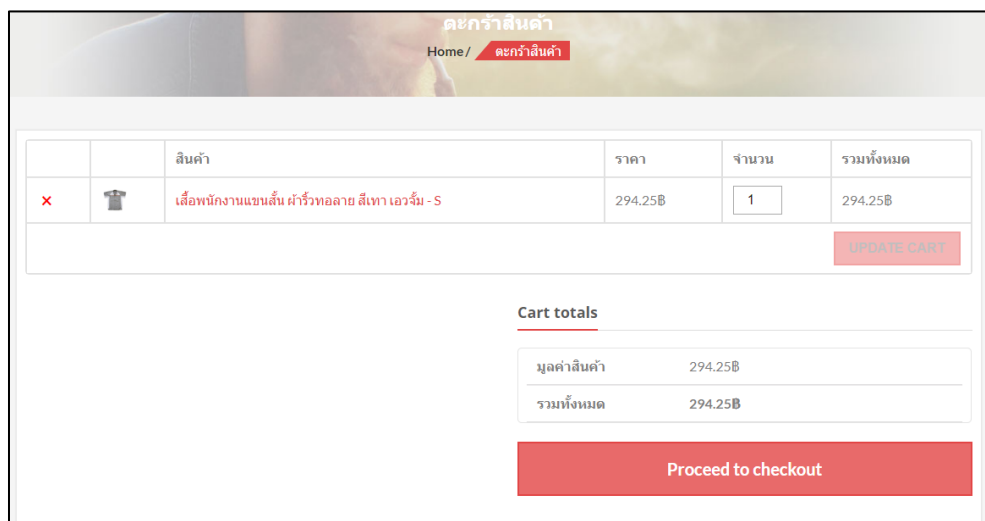 ตะกร้าสินค้า
Home / ตะกร้าสินค้า
สินค้า ราคา จำนวน รวมทั้งหมด
× เสื้อพนักงานแขนสั้น ผ้าริ้วทอลาย สีเทา เอวจั้ม - S 294.25฿ 1 294.25฿
UPDATE CART
Cart totals
มูลค่าสินค้า 294.25฿
รวมทั้งหมด 294.25฿
Proceed to checkout